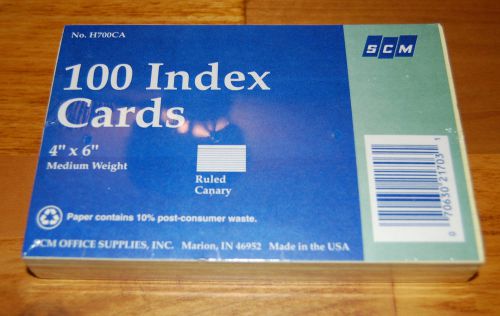 No. H700CA
SCM
100 Index
Cards
4" x 6"
Medium Weight
Ruled
Canary
Paper contains 10% post-consumer waste.
SCM OFFICE SUPPLIES, INC. Marion, IN 46952 Made in the USA
0 70630 21703 1